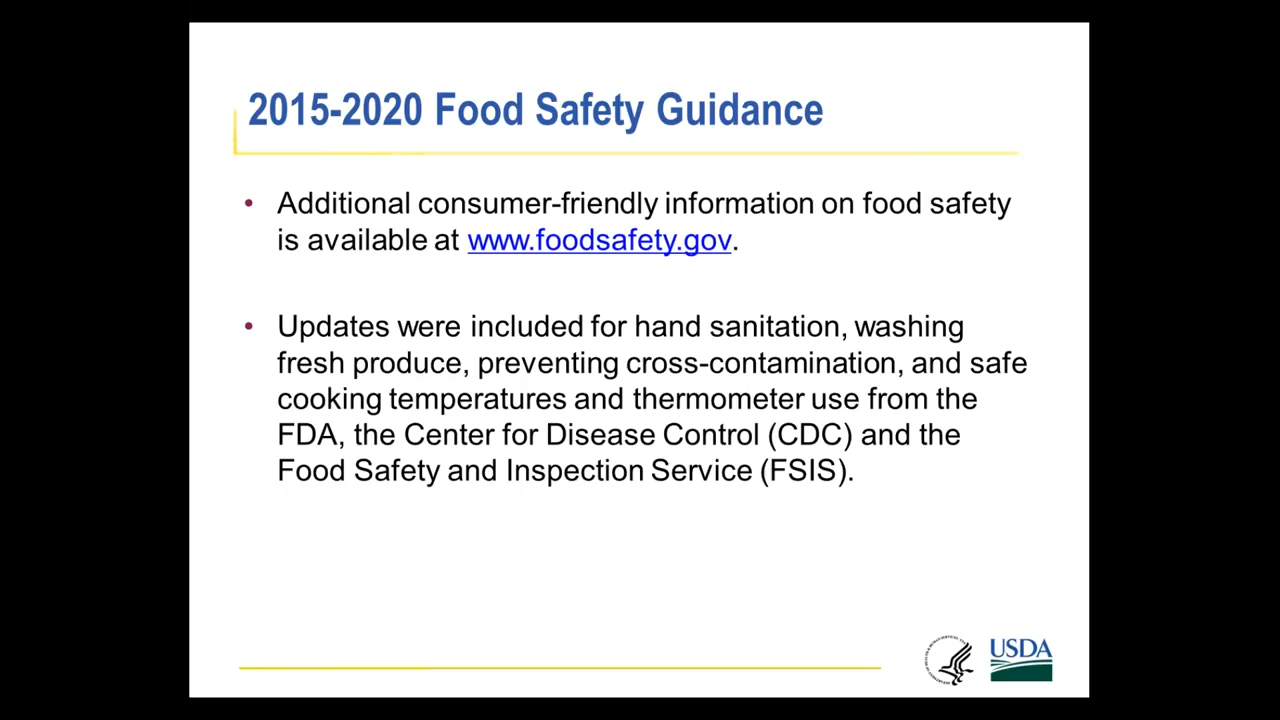 2015-2020 Food Safety Guidance
• Additional consumer-friendly information on food safety
is available at www.foodsafety.gov.
• Updates were included for hand sanitation, washing
fresh produce, preventing cross-contamination, and safe
cooking temperatures and thermometer use from the
FDA, the Center for Disease Control (CDC) and the
Food Safety and Inspection Service (FSIS).
USDA